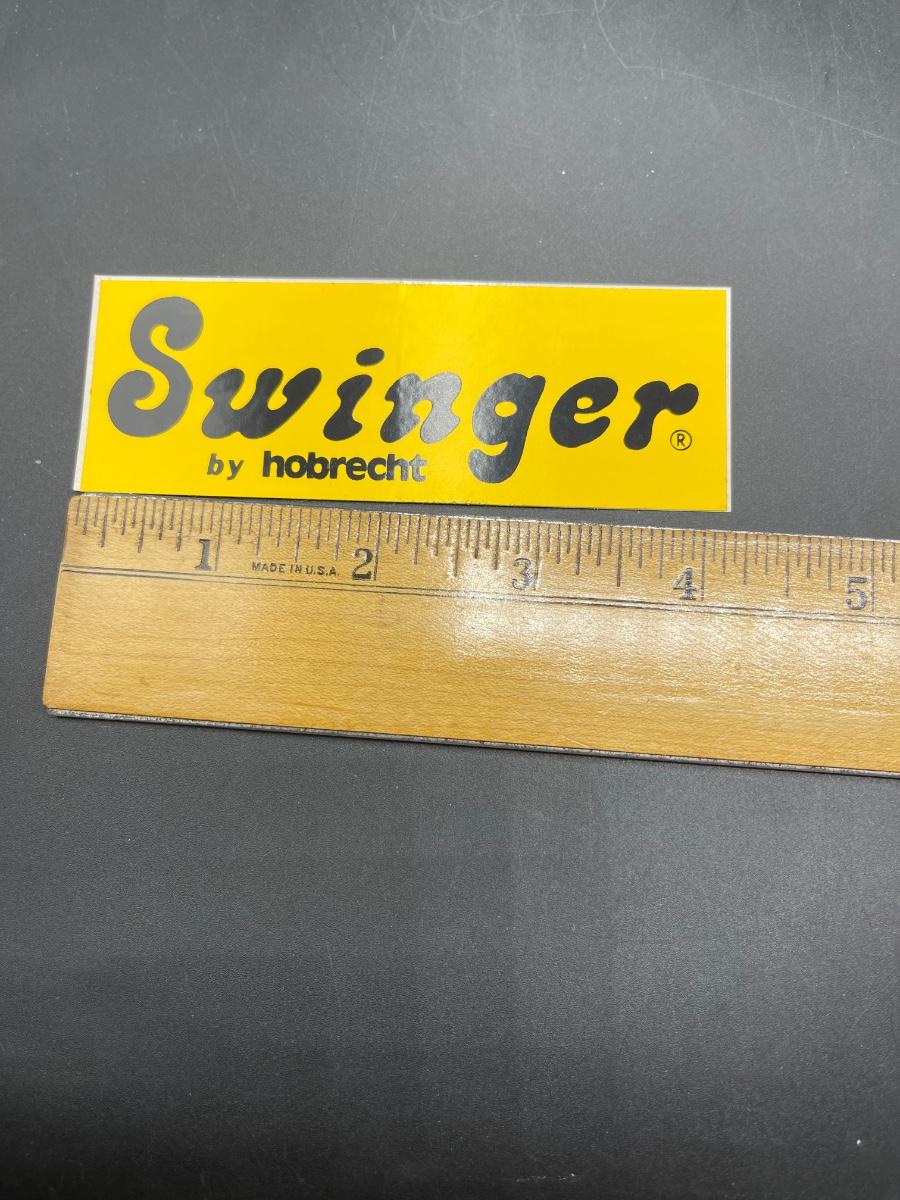 Swinger®
by hobrecht
1 2 3 4 5
MADE IN U.S.A.